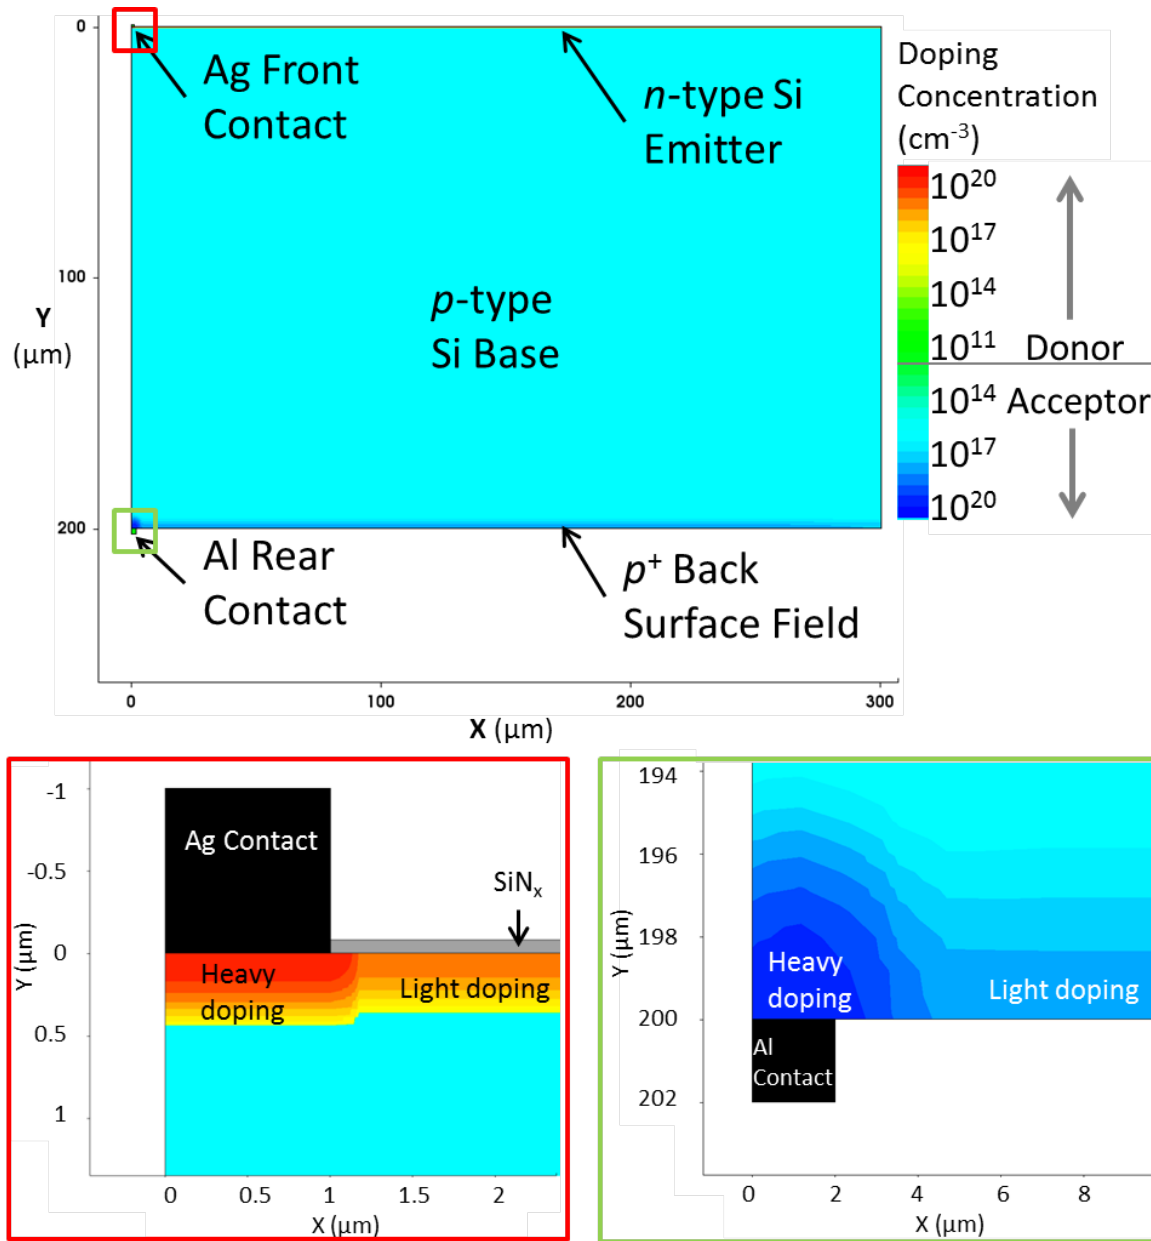 0
Ag Front
Contact
n-type Si
Emitter
Doping
Concentration
(cm-3)
10^20
10^17
10^14
10^11
Donor
10^14
Acceptor
10^17
10^20
100
Y
(μm)
p-type
Si Base
200
Al Rear
Contact
p+ Back
Surface Field
0
100
200
300
X (μm)
-1
-0.5
0
0.5
1
Y (μm)
Ag Contact
SiNx
Heavy
doping
Light doping
0
0.5
1
1.5
2
X (μm)
194
196
198
200
202
Y (μm)
Heavy
doping
Light doping
Al
Contact
0
2
4
6
8
X (μm)